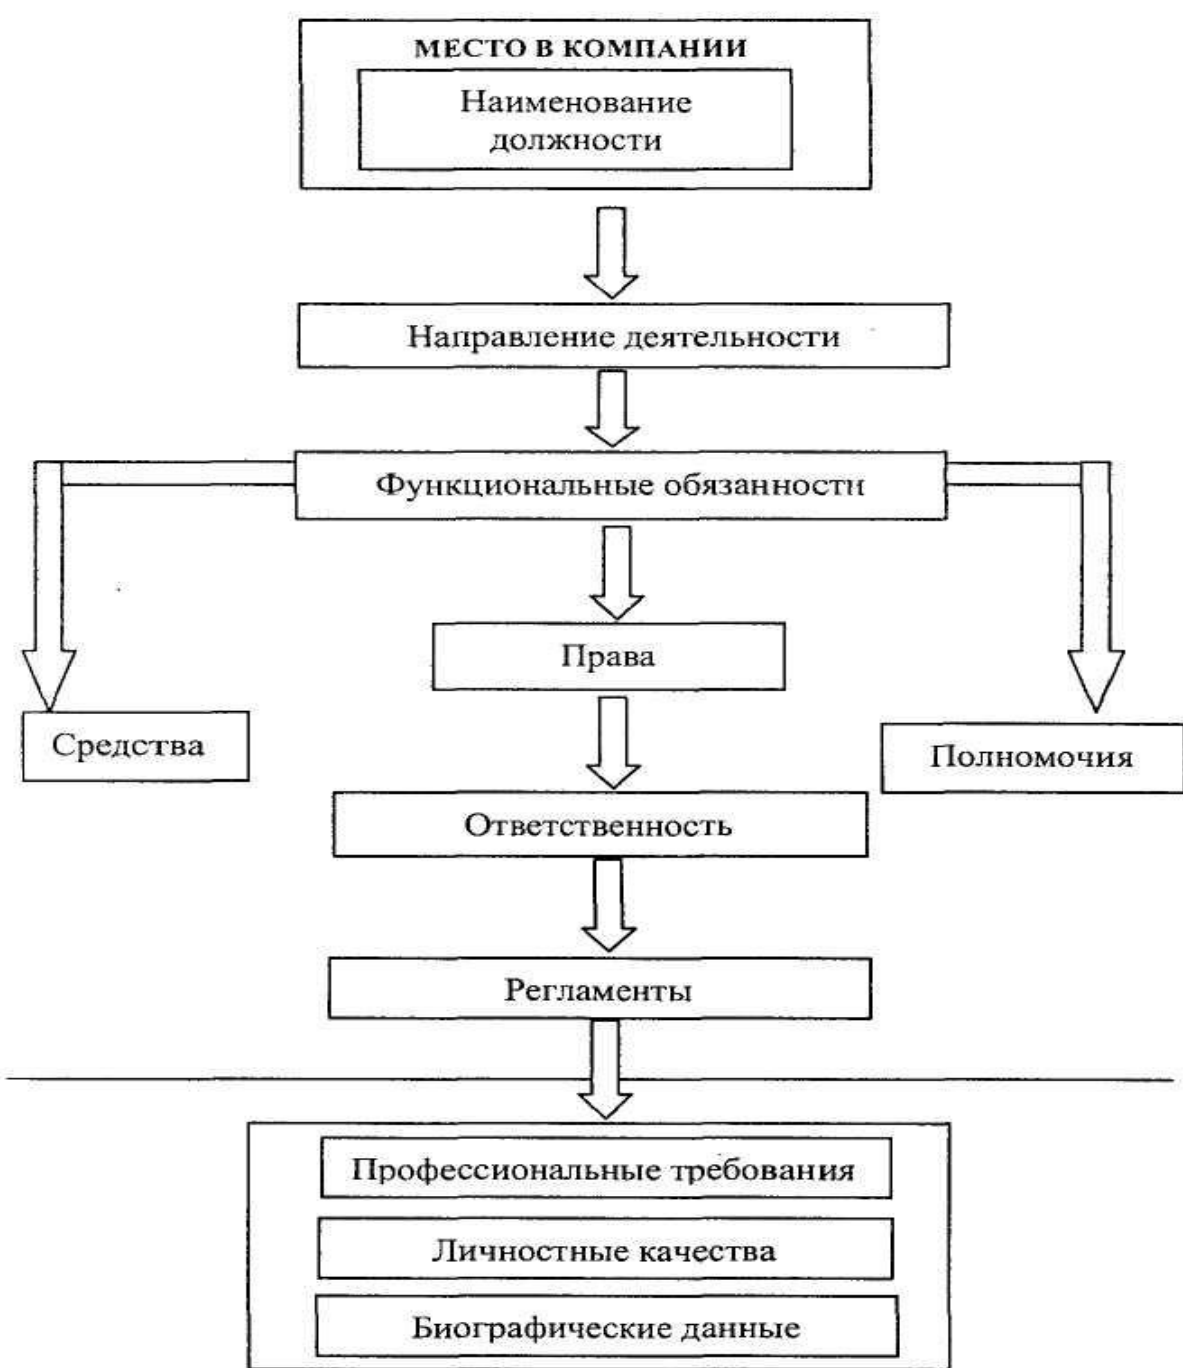 МЕСТО В КОМПАНИИ
Наименование
должности
Направление деятельности
Функциональные обязанности
Права
Средства
Полномочия
Ответственность
Регламенты
Профессиональные требования
Личностные качества
Биографические данные